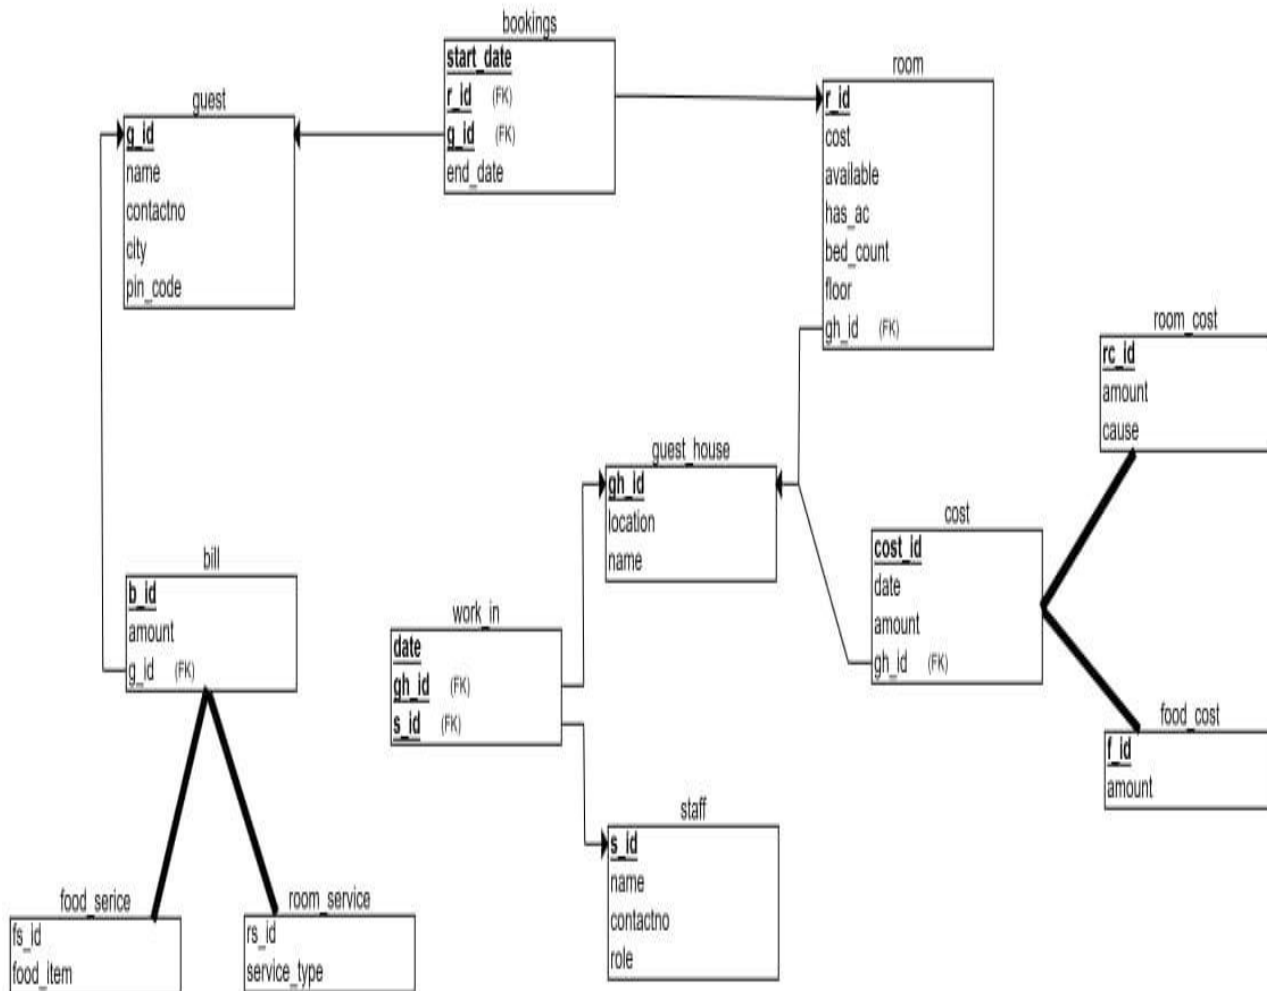 bookings
start_date
r_id (FK)
g_id (FK)
end_date
room
r_id
cost
available
has_ac
bed_count
floor
gh_id (FK)
guest
g_id
name
contactno
city
pin_code
room_cost
rc_id
amount
cause
guest_house
gh_id
location
name
cost
cost_id
date
amount
gh_id (FK)
bill
b_id
amount
g_id (FK)
work_in
date
gh_id (FK)
s_id (FK)
food_cost
f_id
amount
staff
s_id
name
contactno
role
food_serice
fs_id
food_item
room_service
rs_id
service_type